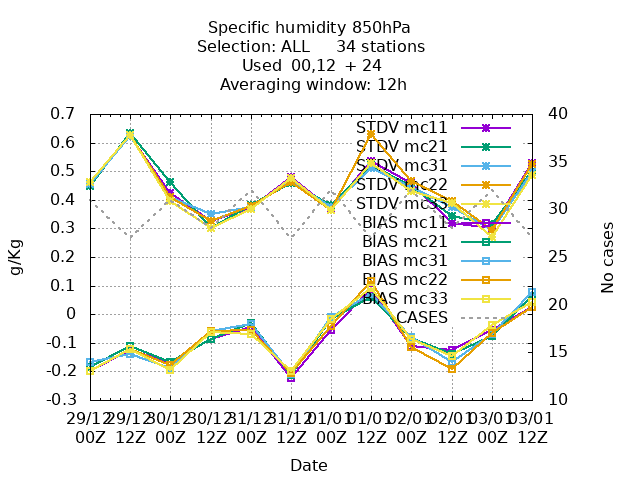 Specific humidity 850hPa
Selection: ALL 34 stations
Used 00,12 + 24
Averaging window: 12h
0.7
0.6
0.5
0.4
0.3
0.2
0.1
0
-0.1
-0.2
-0.3
g/Kg
40
35
30
25
20
15
10
No cases
STDV mc11
STDV mc21
STDV mc31
STDV mc22
STDV mc33
BIAS mc11
BIAS mc21
BIAS mc31
BIAS mc22
BIAS mc33
CASES
29/12 29/12 30/12 30/12 31/12 31/12 01/01 01/01 02/01 02/01 03/01 03/01
00Z 12Z 00Z 12Z 00Z 12Z 00Z 12Z 00Z 12Z 00Z 12Z
Date